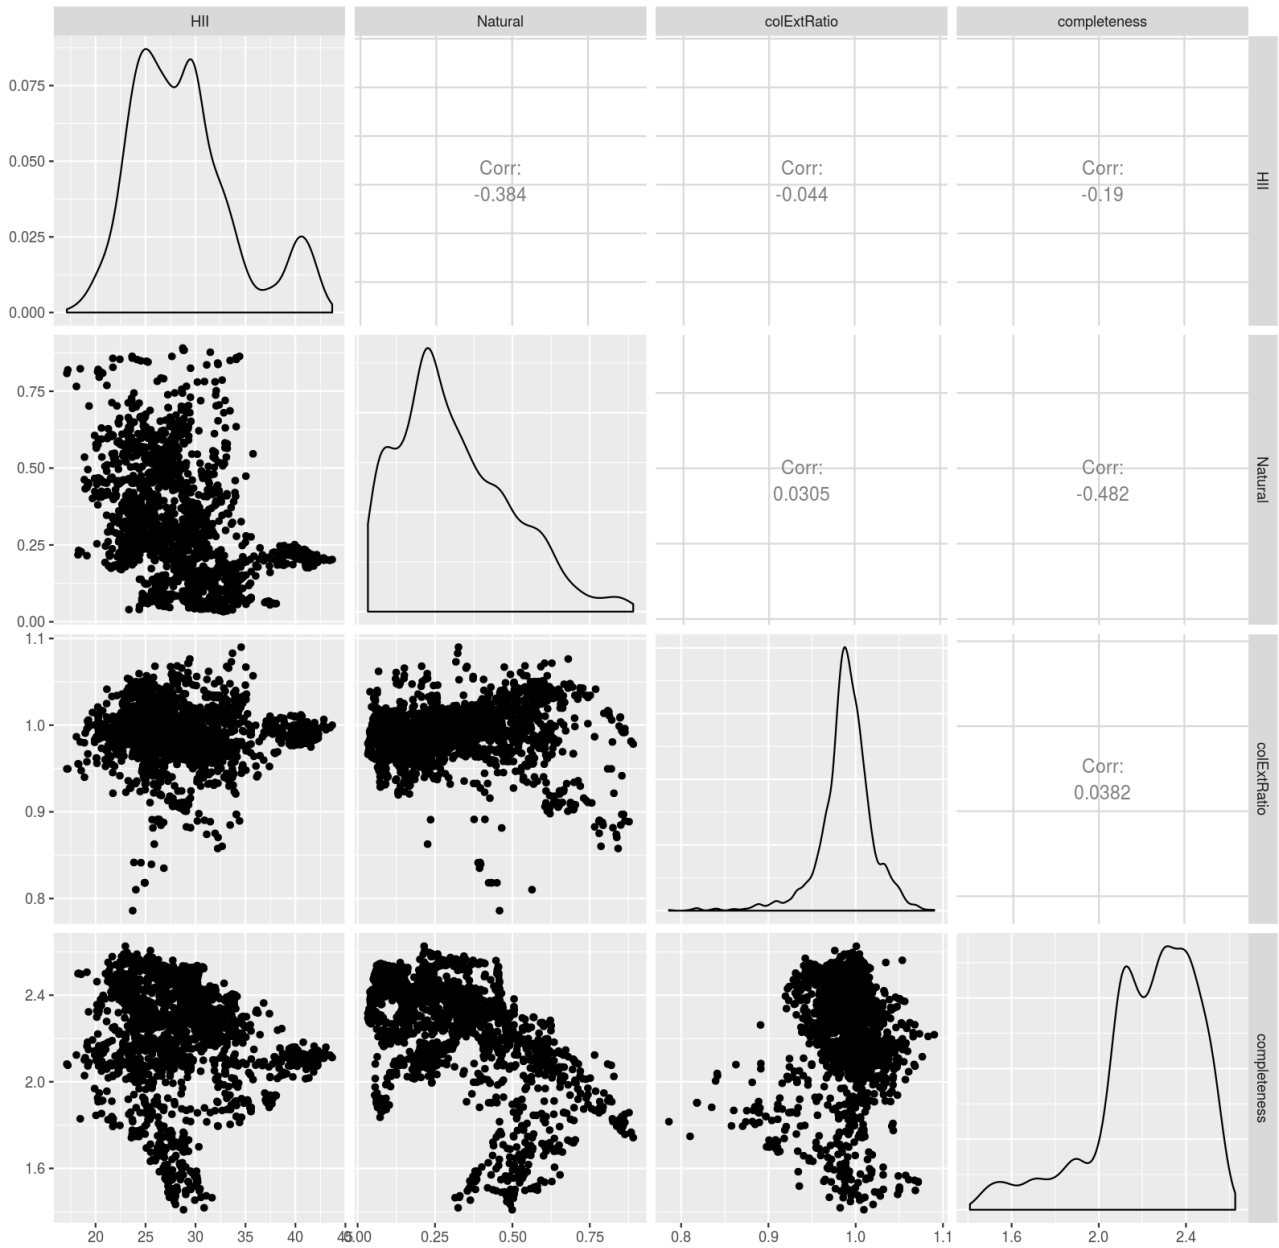 HII Natural colExtRatio completeness
0.075
0.050
0.025
0.000
Corr:
-0.384
Corr:
-0.044
Corr:
-0.19
HII
0.75
0.50
0.25
0.00
Corr:
0.0305
Corr:
-0.482
Natural
1.1
1.0
0.9
0.8
Corr:
0.0382
colExtRatio
2.4
2.0
1.6
completeness
20 25 30 35 40 45 0.00 0.25 0.50 0.75 0.8 0.9 1.0 1.1 1.6 2.0 2.4